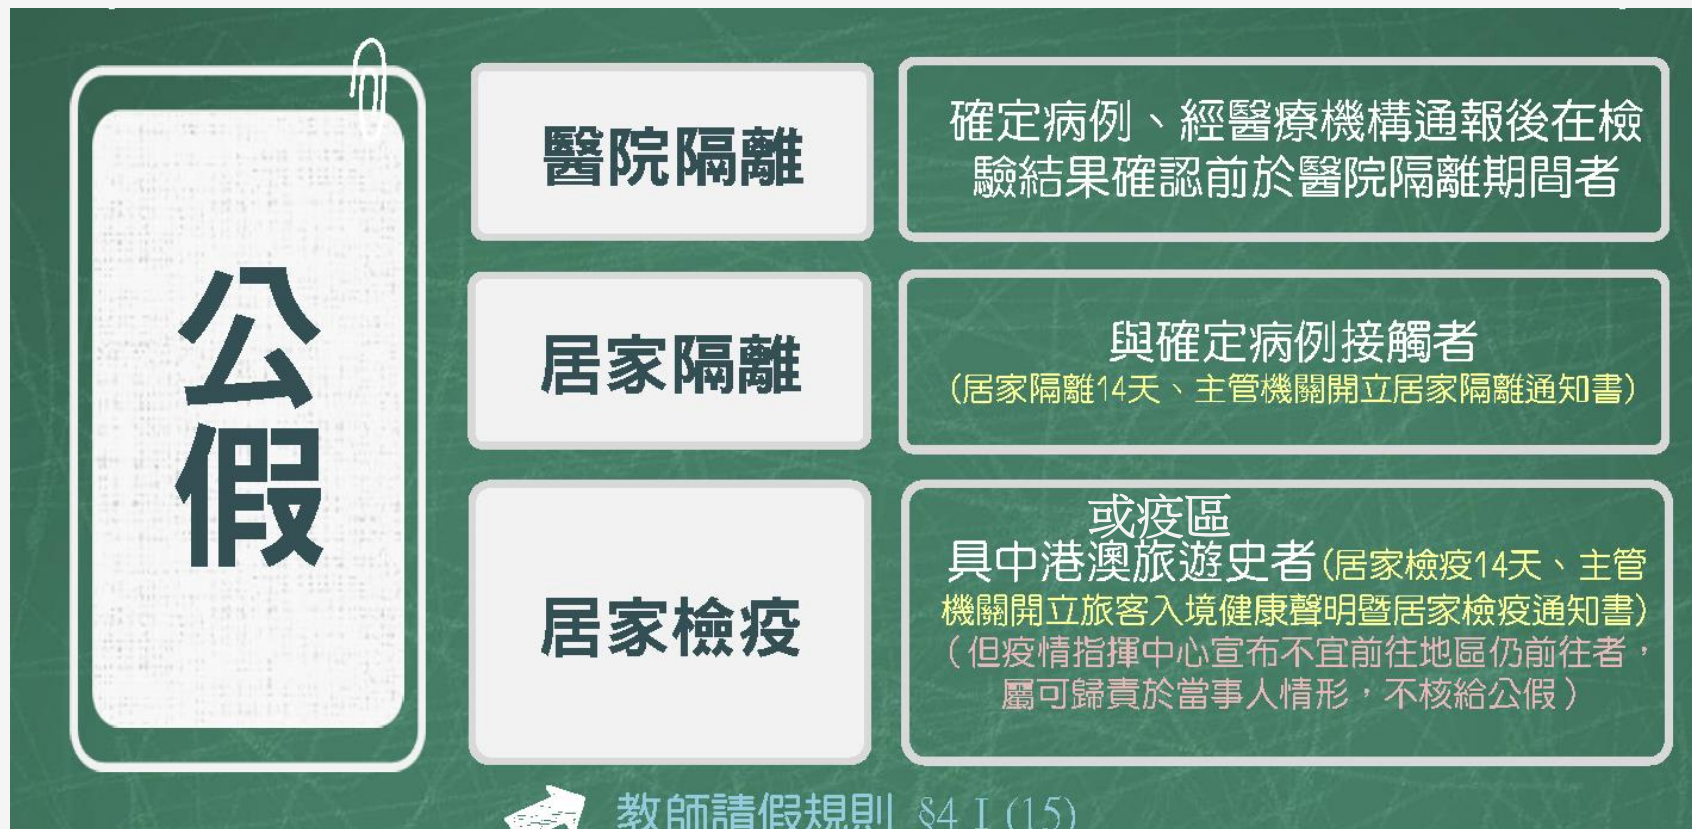 公
假
醫院隔離
確定病例、經醫療機構通報後在檢
驗結果確認前於醫院隔離期間者
居家隔離
與確定病例接觸者
(居家隔離14天、主管機關開立居家隔離通知書)
居家檢疫
或疫區
具中港澳旅遊史者(居家檢疫14天、主管
機關開立旅客入境健康聲明暨居家檢疫通知書)
(但疫情指揮中心宣布不宜前往地區仍前往者，
屬可歸責於當事人情形，不核給公假)
教師請假規則 §4 I (15)